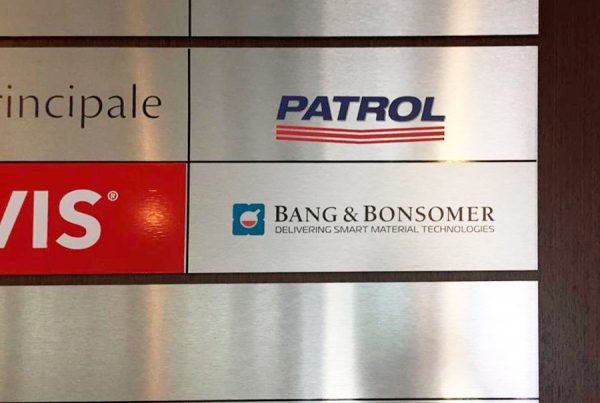 rincipale
PATROL
VIS®
BANG & BONSOMER
DELIVERING SMART MATERIAL TECHNOLOGIES